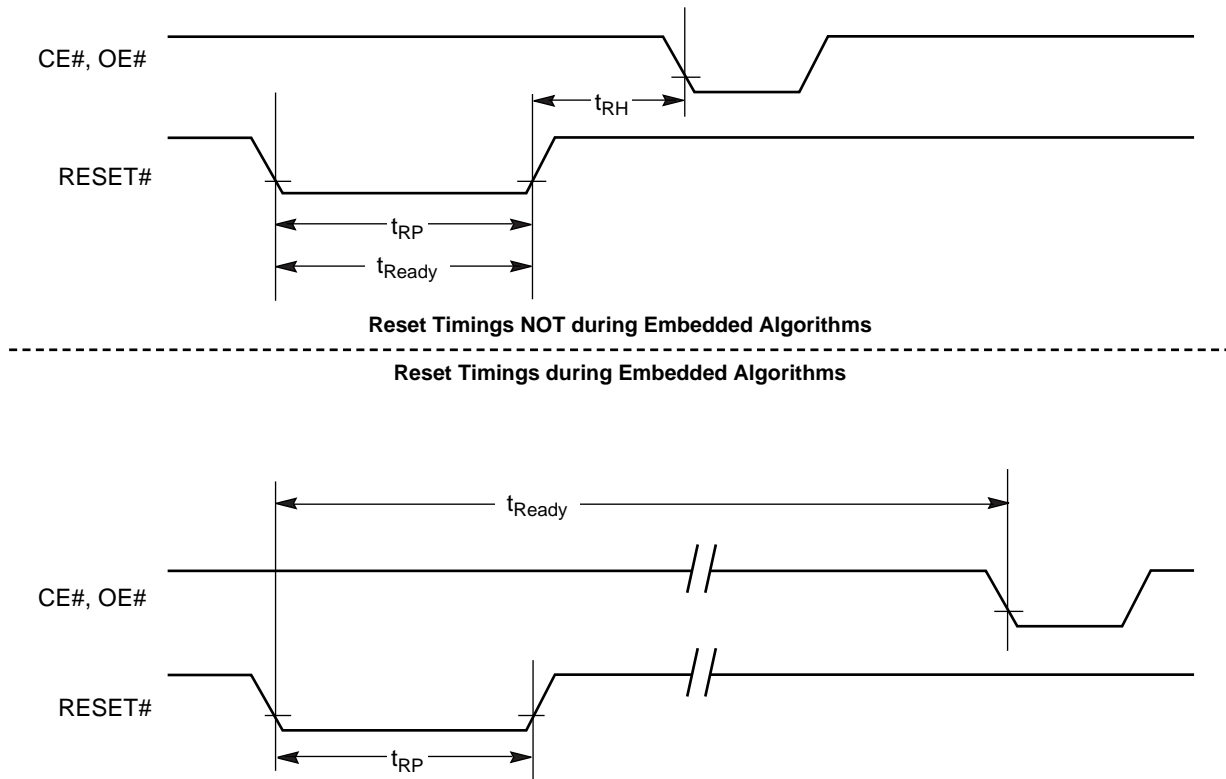 CE#, OE#
tRH
RESET#
tRP
tReady
Reset Timings NOT during Embedded Algorithms
Reset Timings during Embedded Algorithms
tReady
CE#, OE#
RESET#
tRP